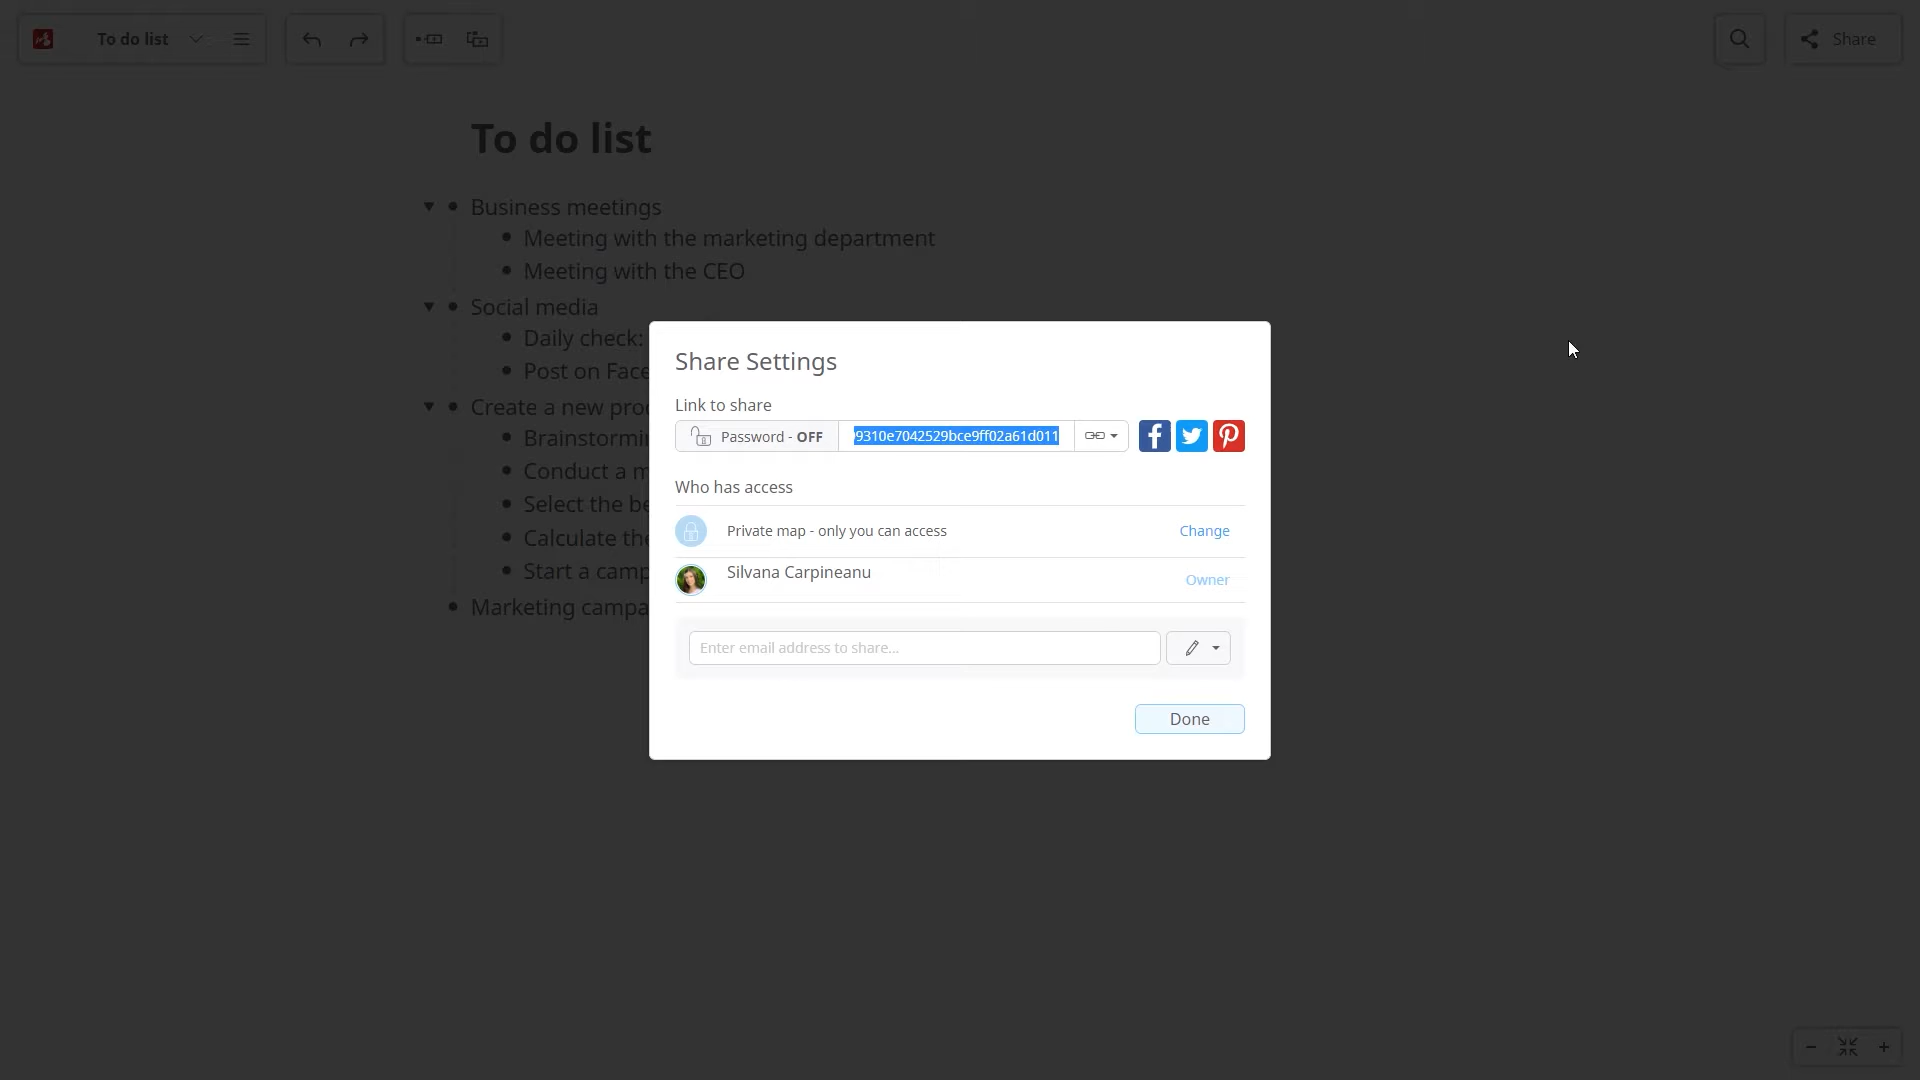 To do list
Share
To do list
Business meetings
Meeting with the marketing department
Meeting with the CEO
Social media
Daily check:
Post on Face
Create a new pro
Brainstormi
Conduct a m
Select the be
Calculate the
Start a camp
Marketing campa
Share Settings
Link to share
Password - OFF
9310e7042529bce9ff02a61d011
Who has access
Private map - only you can access
Change
Silvana Carpineanu
Owner
Enter email address to share...
Done